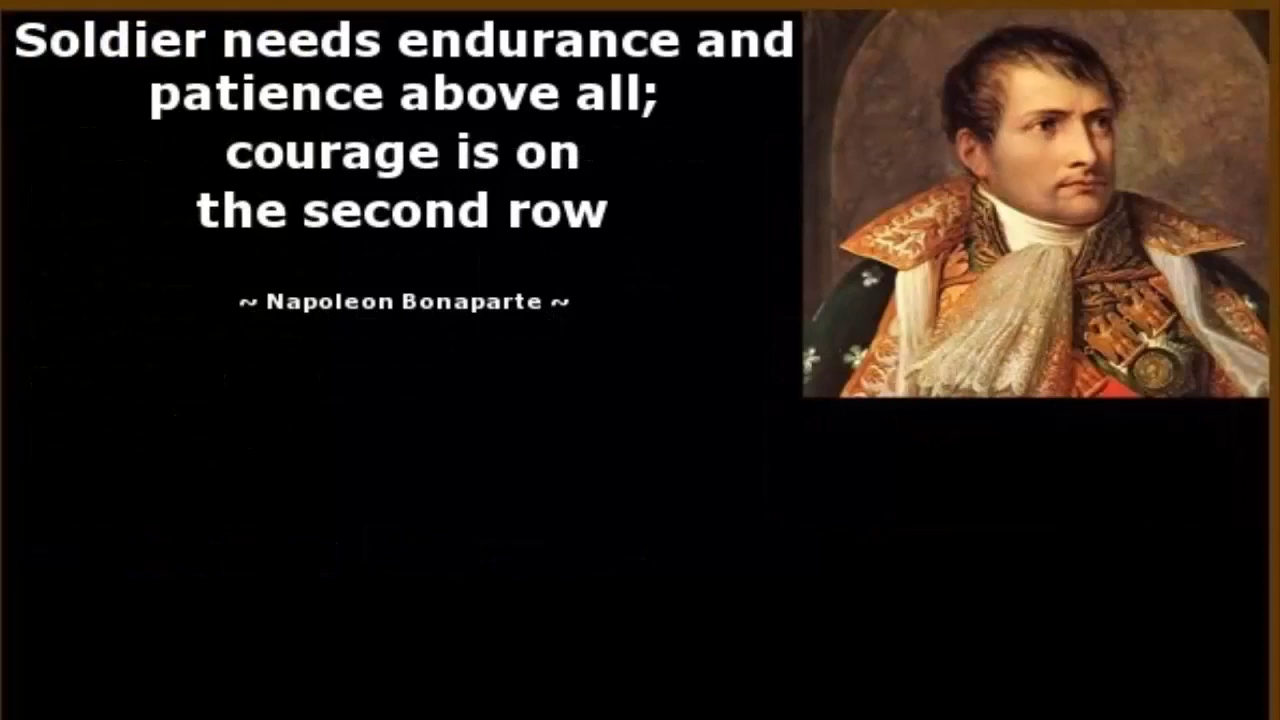 Soldier needs endurance and
patience above all;
courage is on
the second row
~ Napoleon Bonaparte ~